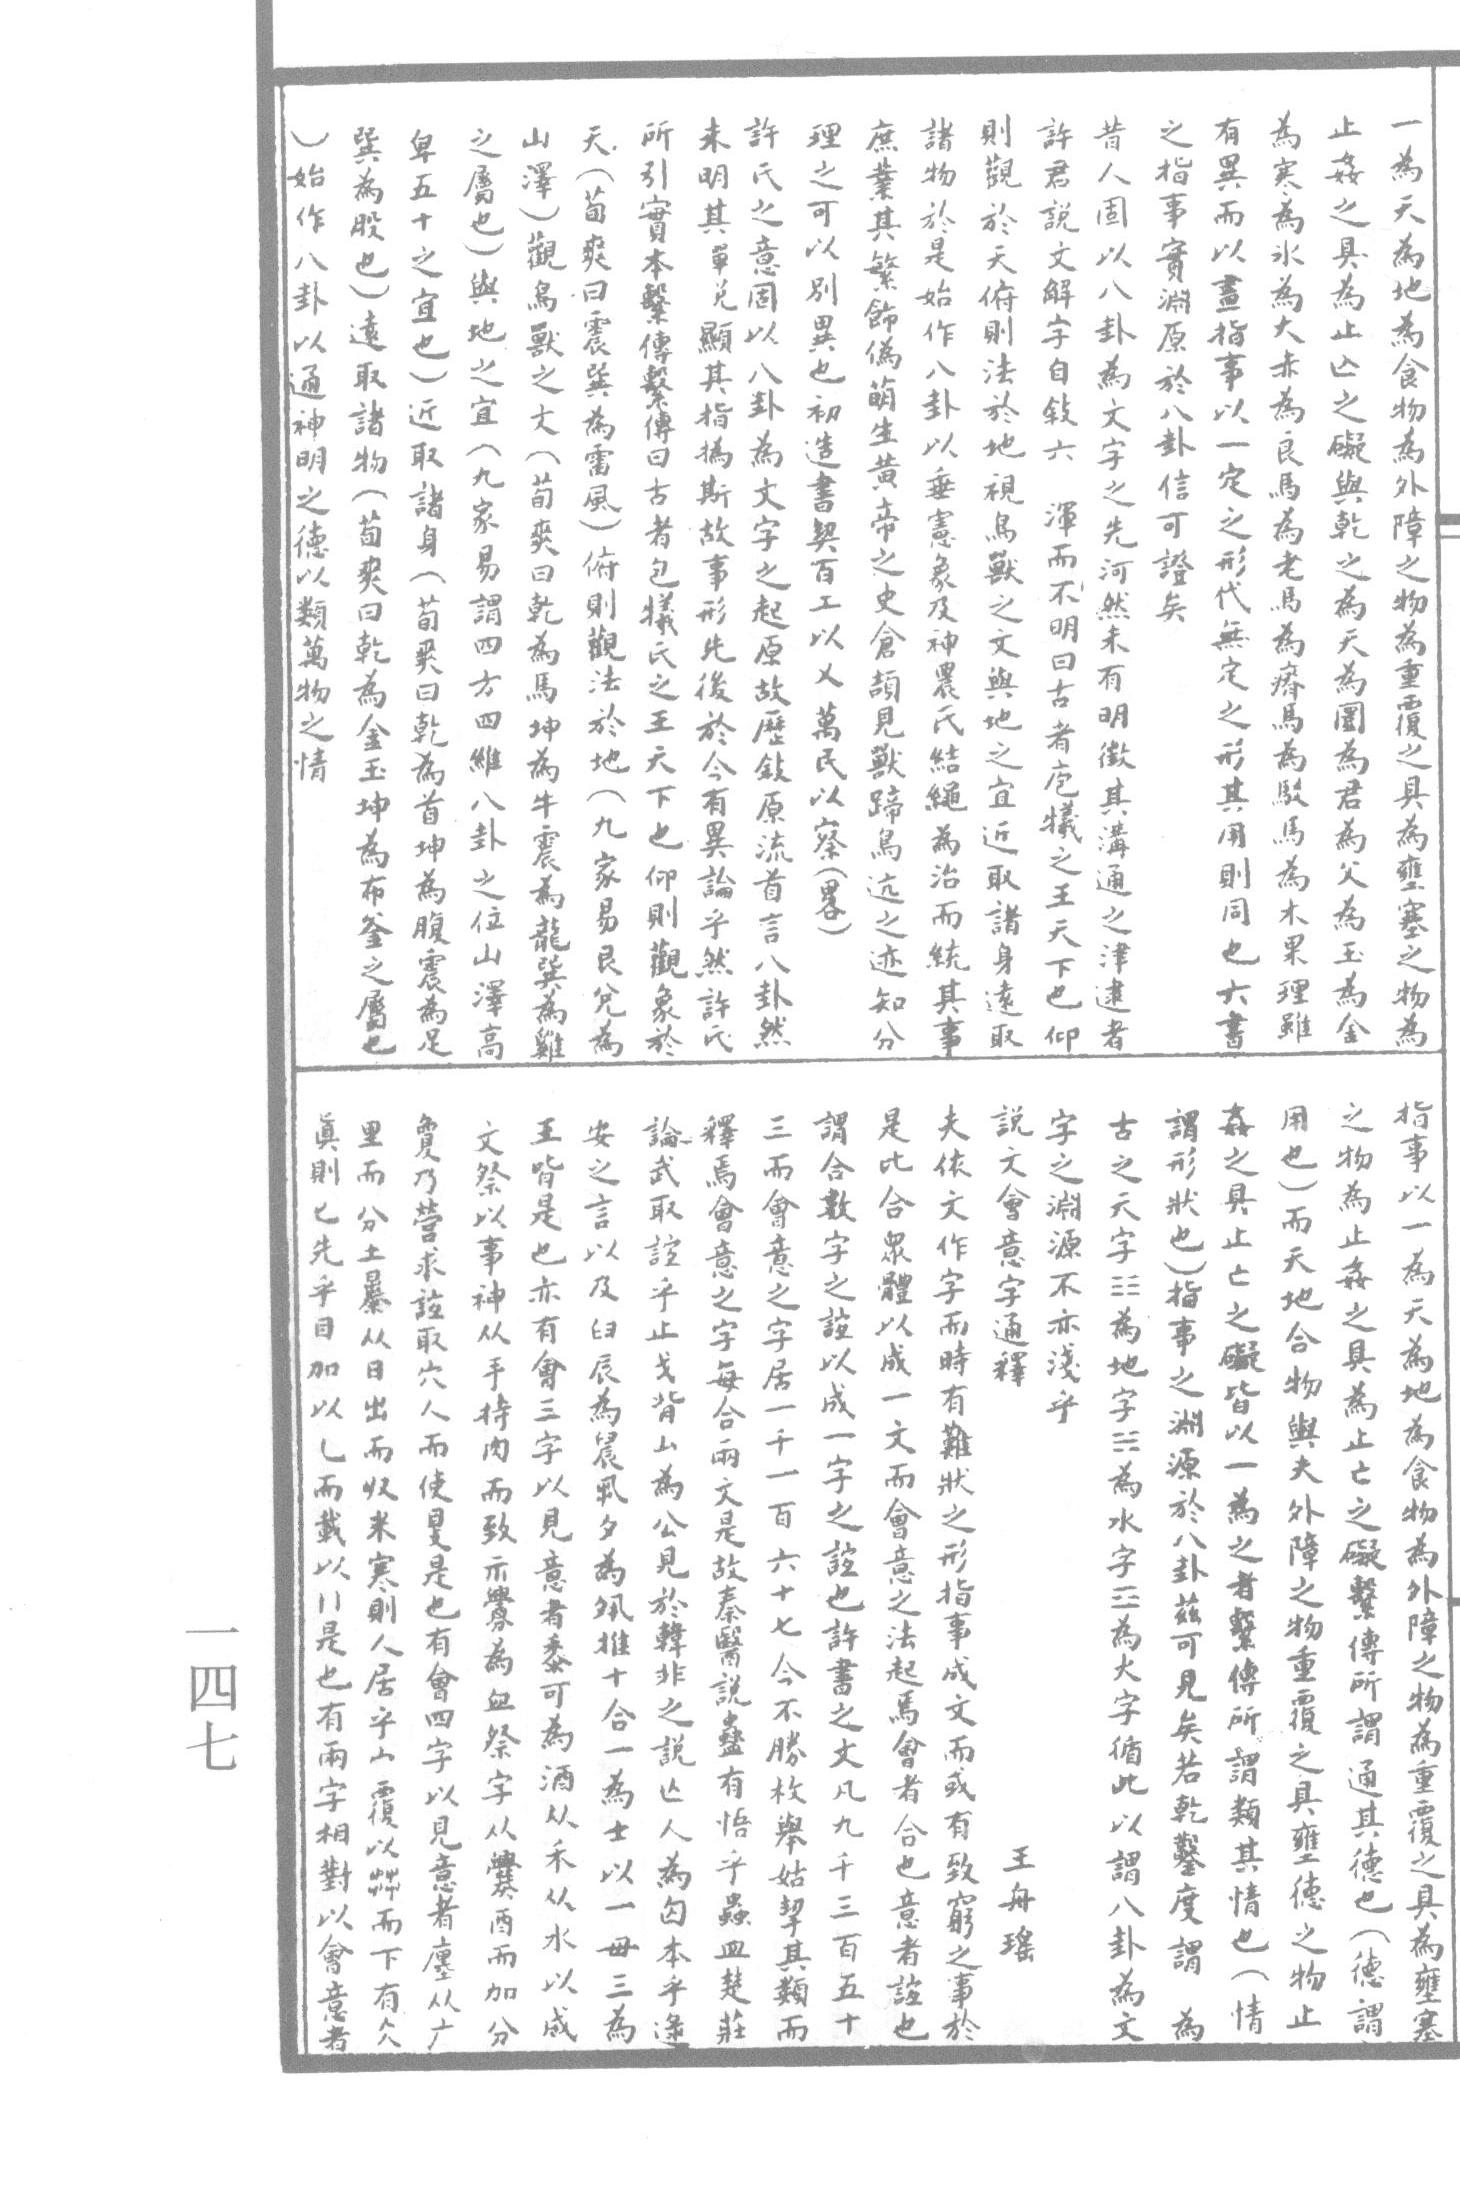 一為天為地為食物為外障之物為重覆之具為壅塞之物為
止姦之具為止亡之礙與乾之為天為圜為君為父為玉為金
為寒為冰為大赤為良馬為老馬為瘠馬為駁馬為木果理雖
有異而以畫指事以一定之形代無定之形其用則同也六書
之指事實淵原於八卦信可證矣
昔人固以八卦為文字之先河然未有明徵其溝通之津逮者
許君説文解字自敍六 渾而不明曰古者庖犧之王天下也仰
則觀於天俯則法於地視鳥獸之文與地之宜近取諸身遠取
諸物於是始作八卦以垂憲象及神農氏結繩為治而統其事
庶業其繁飾偽萌生黃帝之史倉頡見獸蹄鳥迒之迹知分
理之可以別異也初造書契百工以乂萬民以察(畧)
許氏之意固以八卦為文字之起原故歷敍原流首言八卦然
未明其單兌顯其指撝斯故事形先後於今有異論乎然許氏
所引實本繫傳繫傳曰古者包犧氏之王天下也仰則觀象於
天(荀爽曰震巽為雷風)俯則觀法於地(九家易艮兌為
山澤)觀鳥獸之文(荀爽曰乾為馬坤為牛震為龍巽為雞
之屬也)與地之宜(九家易謂四方四維八卦之位山澤高
卑五十之宜也)近取諸身(荀爽曰乾為首坤為腹震為足
巽為股也)遠取諸物(荀爽曰乾為金玉坤為布釜之屬也
)始作八卦以通神明之德以類萬物之情
指事以一為天為地為食物為外障之物為重覆之具為壅塞
之物為止姦之具為止亡之礙繫傳所謂通其德也(德謂
用也)而天地合物與夫外障之物重覆之具壅德之物止
姦之具止亡之礙皆以一為之者繫傳所謂類其情也(情
謂形狀也)指事之淵源於八卦茲可見矣若乾鑿度謂 為
古之天字☷為地字☵為水字☲為火字循此以謂八卦為文
字之淵源不亦淺乎
説文會意字通釋 王舟瑤
夫依文作字而時有難狀之形指事成文而或有致窮之事於
是比合眾體以成一文而會意之法起焉會者合也意者誼也
謂合數字之誼以成一字之誼也許書之文凡九千三百五十
三而會意之字居一千一百六十七今不勝枚舉姑挈其類而
釋焉會意之字每合兩文是故秦醫説蠱有悟乎蟲皿楚莊
論武取誼乎止戈背厶為公見於韓非之説亾人為匃本乎逯
安之言以及臼辰為晨丮夕為夙推十合一為士以一毌三為
王皆是也亦有會三字以見意者黍可為酒从禾从水以成
文祭以事神从手持肉而致示釁為血祭字从爨酉而加分
敻乃營求誼取穴人而使㫃是也有會四字以見意者廛从广
里而分土㬥从日出而収米寒則人居乎宀覆以茻而下有仌
眞則匕先乎目加以乚而載以八是也有兩字相對以會意者
一四七